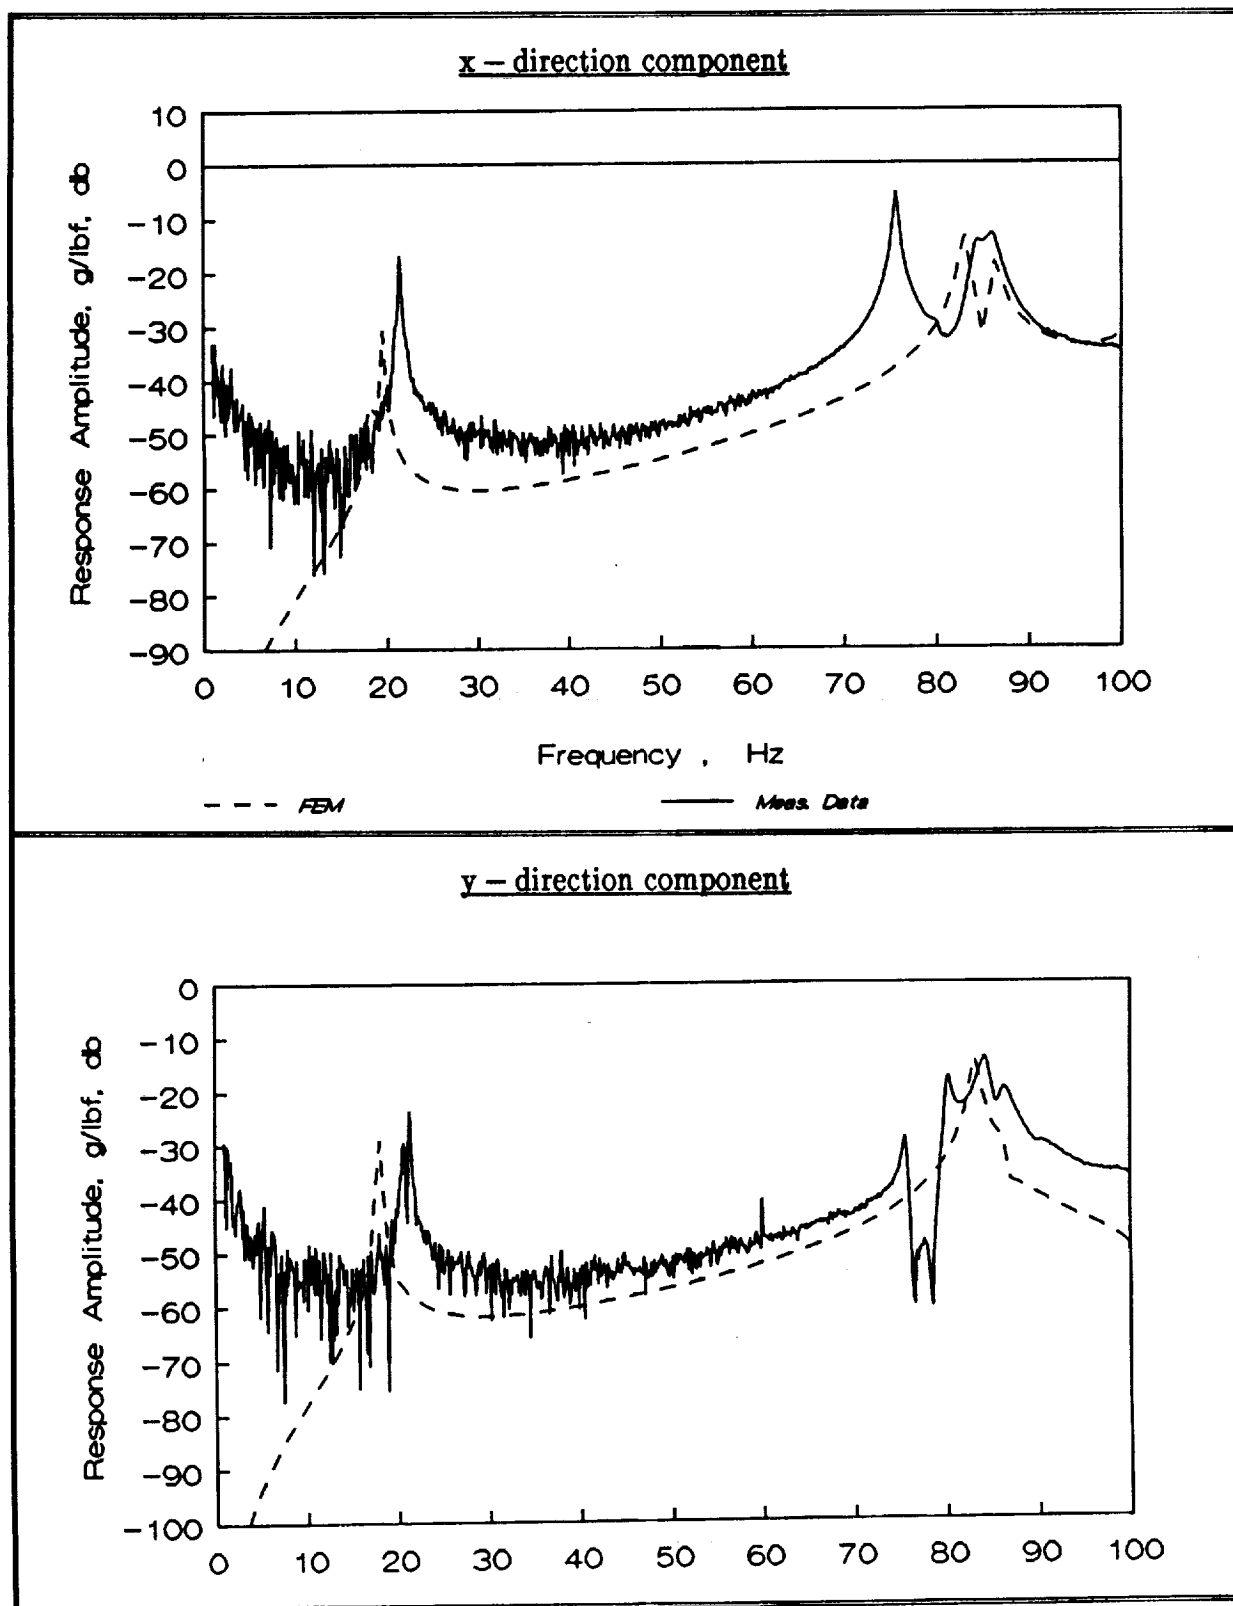 x – direction component
10
0
-10
-20
-30
-40
-50
-60
-70
-80
-90
Response Amplitude, g/lbf, db
0 10 20 30 40 50 60 70 80 90 100
Frequency , Hz
FEM Meas. Data
y – direction component
0
-10
-20
-30
-40
-50
-60
-70
-80
-90
-100
Response Amplitude, g/lbf, db
0 10 20 30 40 50 60 70 80 90 100